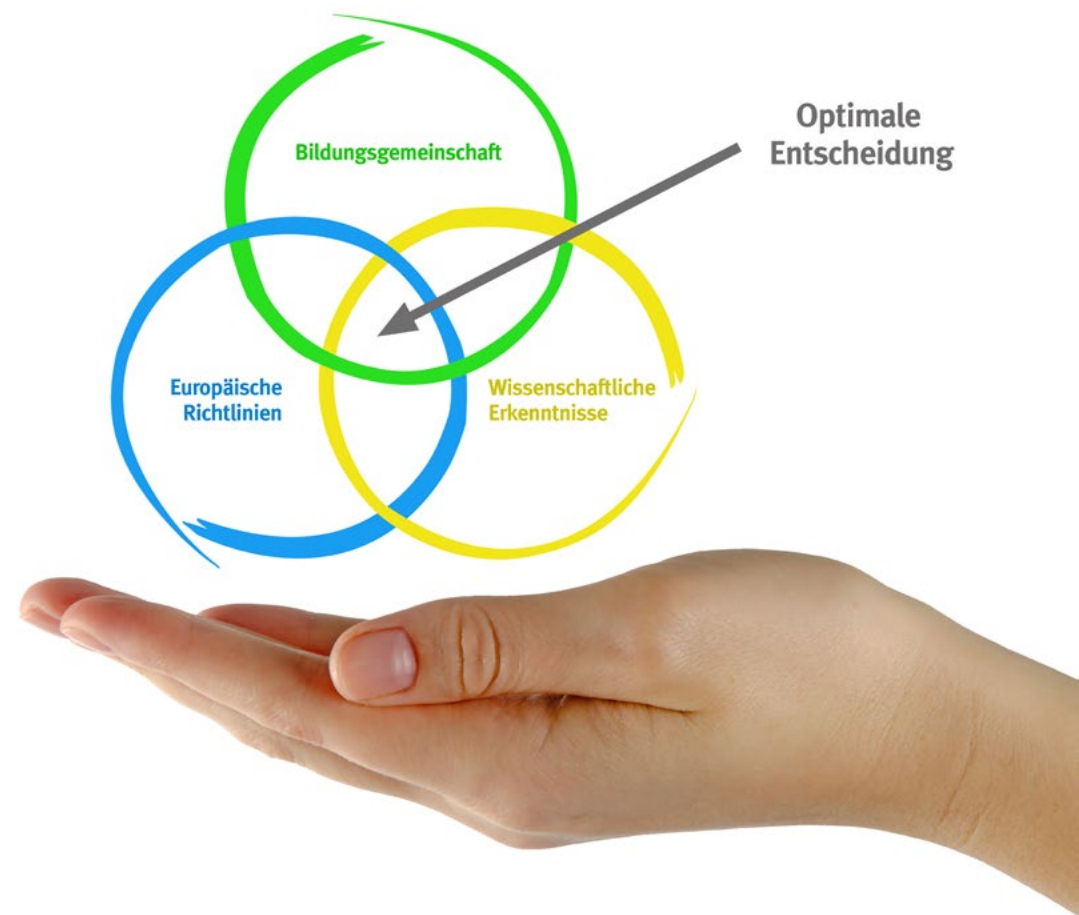 Bildungsgemeinschaft
Optimale
Entscheidung
Europäische
Richtlinien
Wissenschaftliche
Erkenntnisse